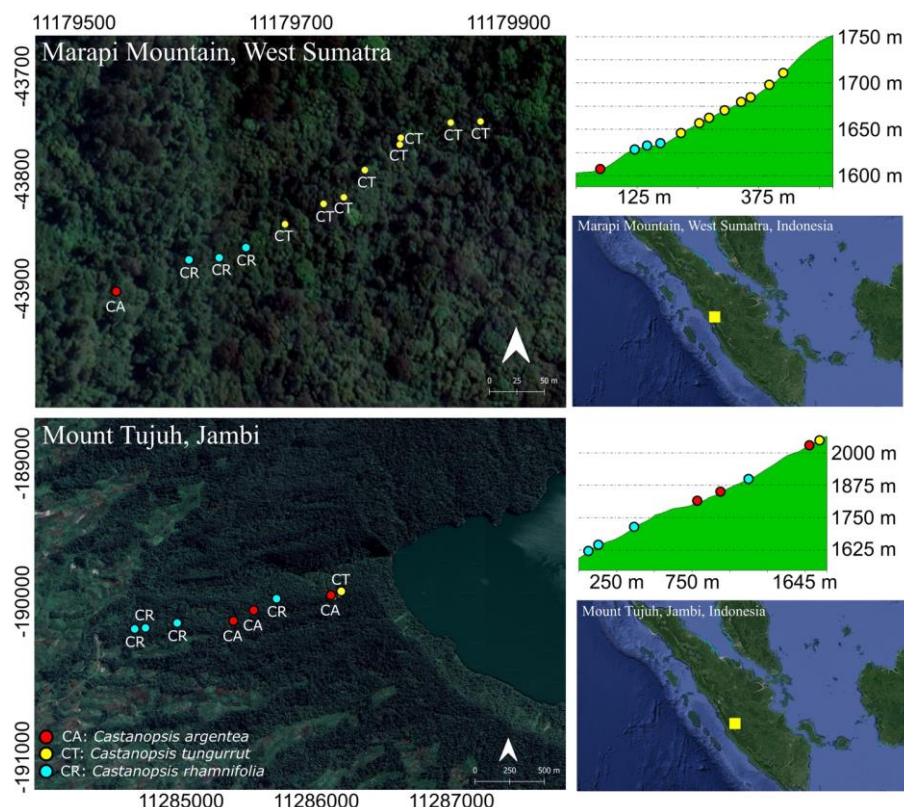 11179500 11179700 11179900
Marapi Mountain, West Sumatra
-43700
-43800
-43900
CT
CT
CT
CT
CT
CT
CT
CT
CR
CR
CR
CA
0 25 50 m
1750 m
1700 m
1650 m
1600 m
125 m 375 m
Marapi Mountain, West Sumatra, Indonesia
Mount Tujuh, Jambi
-189000
-190000
-191000
CT
CA
CR
CA
CA
CR
CR
CR
CA: Castanopsis argentea
CT: Castanopsis tungurrut
CR: Castanopsis rhamnifolia
0 250 500 m
11285000 11286000 11287000
2000 m
1875 m
1750 m
1625 m
250 m 750 m 1645 m
Mount Tujuh, Jambi, Indonesia